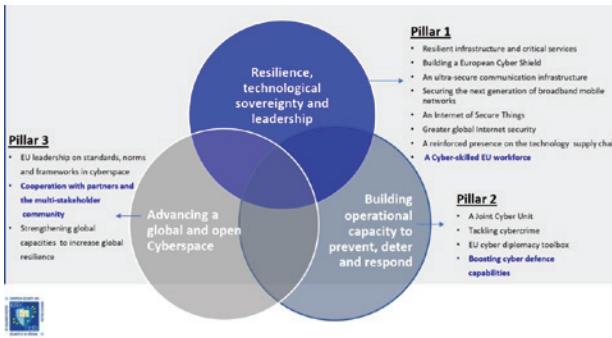 Pillar 1
• Resilient infrastructure and critical services
• Building a European Cyber Shield
• An ultra-secure communication infrastructure
• Securing the next generation of broadband mobile
networks
• An Internet of Secure Things
• Greater global Internet security
• A reinforced presence on the technology supply chai
• A Cyber-skilled EU workforce
Resilience,
technological
sovereignty and
leadership
Pillar 3
• EU leadership on standards, norms
and frameworks in cyberspace
• Cooperation with partners and
the multi-stakeholder
community
• Strengthening global
capacities to increase global
resilience
Advancing a
global and open
Cyberspace
Building
operational
capacity to
prevent, deter
and respond
Pillar 2
• A Joint Cyber Unit
• Tackling cybercrime
• EU cyber diplomacy toolbox
• Boosting cyber defence
capabilities